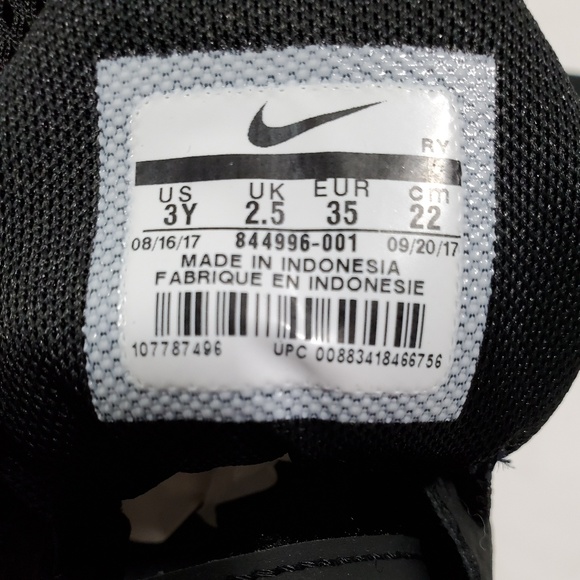 RY
US UK EUR cm
3Y 2.5 35 22
08/16/17 844996-001 09/20/17
MADE IN INDONESIA
FABRIQUE EN INDONESIE
107787496 UPC 00883418466756